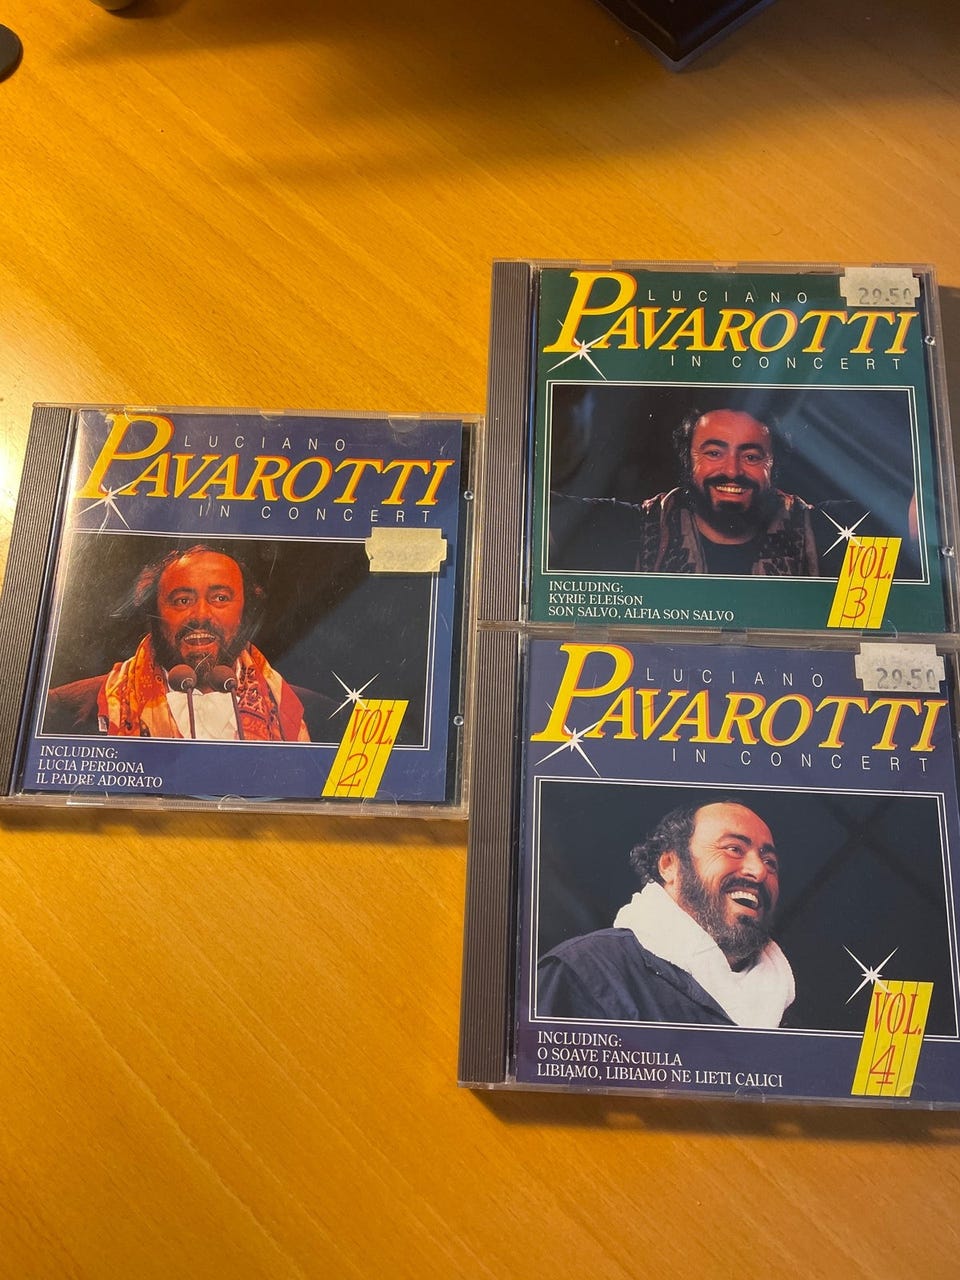 LUCIANO
PAVAROTTI
IN CONCERT
VOL.
2
INCLUDING:
LUCIA PERDONA
IL PADRE ADORATO
29.50
LUCIANO
PAVAROTTI
IN CONCERT
VOL.
3
INCLUDING:
KYRIE ELEISON
SON SALVO, ALFIA SON SALVO
29.50
LUCIANO
PAVAROTTI
IN CONCERT
VOL.
4
INCLUDING:
O SOAVE FANCIULLA
LIBIAMO, LIBIAMO NE LIETI CALICI